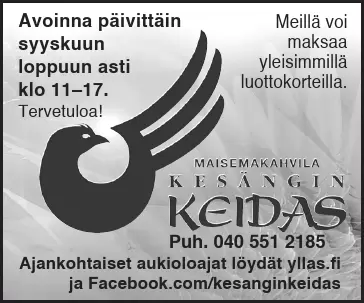 Avoinna päivittäin
syyskuun
loppuun asti
klo 11–17.
Tervetuloa!
Meillä voi
maksaa
yleisimmillä
luottokorteilla.
MAISEMAKAHVILA
KESÄNGIN
KEIDAS
Puh. 040 551 2185
Ajankohtaiset aukioloajat löydät yllas.fi
ja Facebook.com/kesanginkeidas